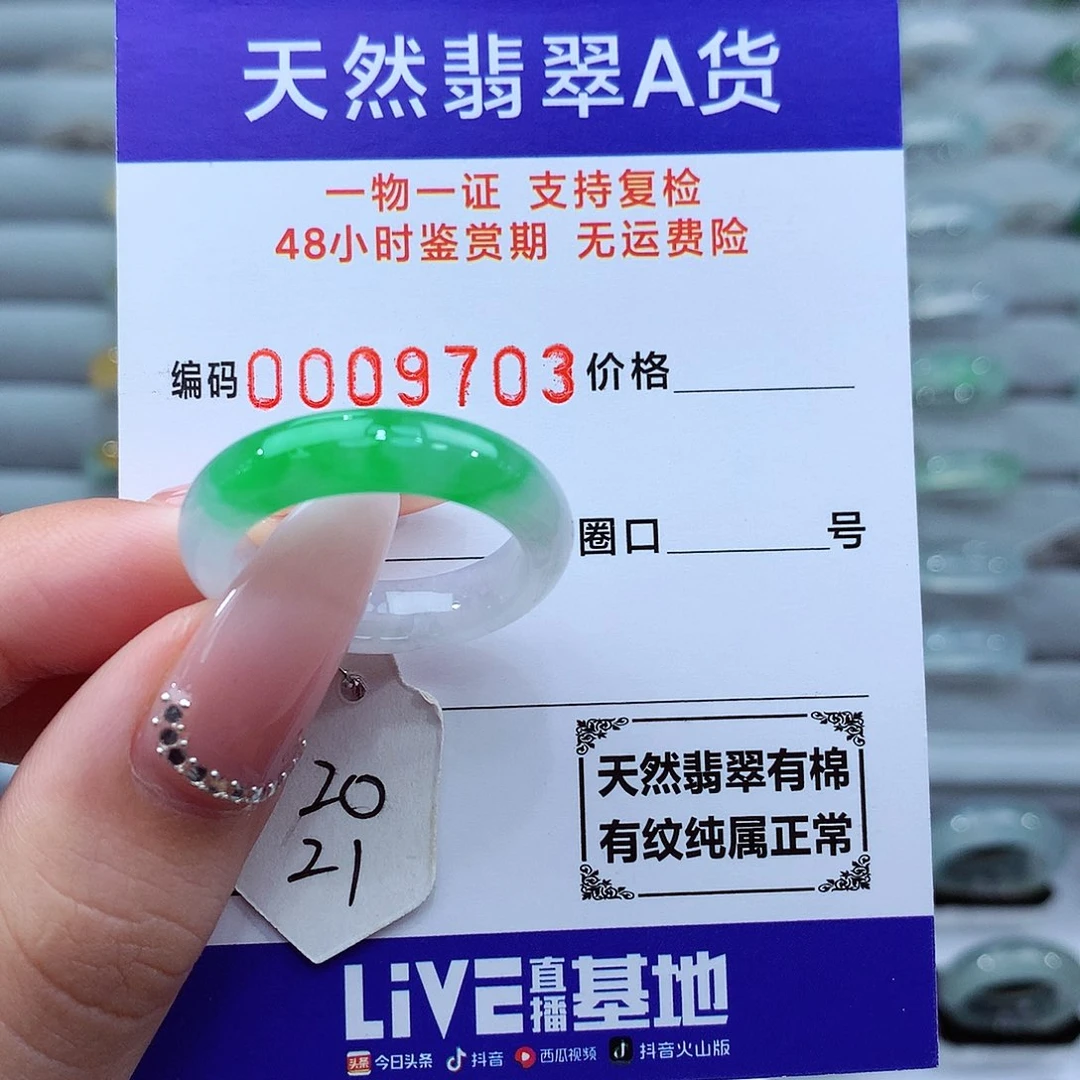 天然翡翠A货
一物一证 支持复检
48小时鉴赏期 无运费险
编码0009703价格
圈口 号
20
21
天然翡翠有棉
有纹纯属正常
LiVE直播基地
头条 今日头条 抖音 西瓜视频 抖音火山版